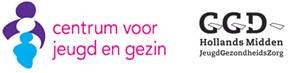 centrum voor
jeugd en gezin
GGD
Hollands Midden
JeugdGezondheidsZorg